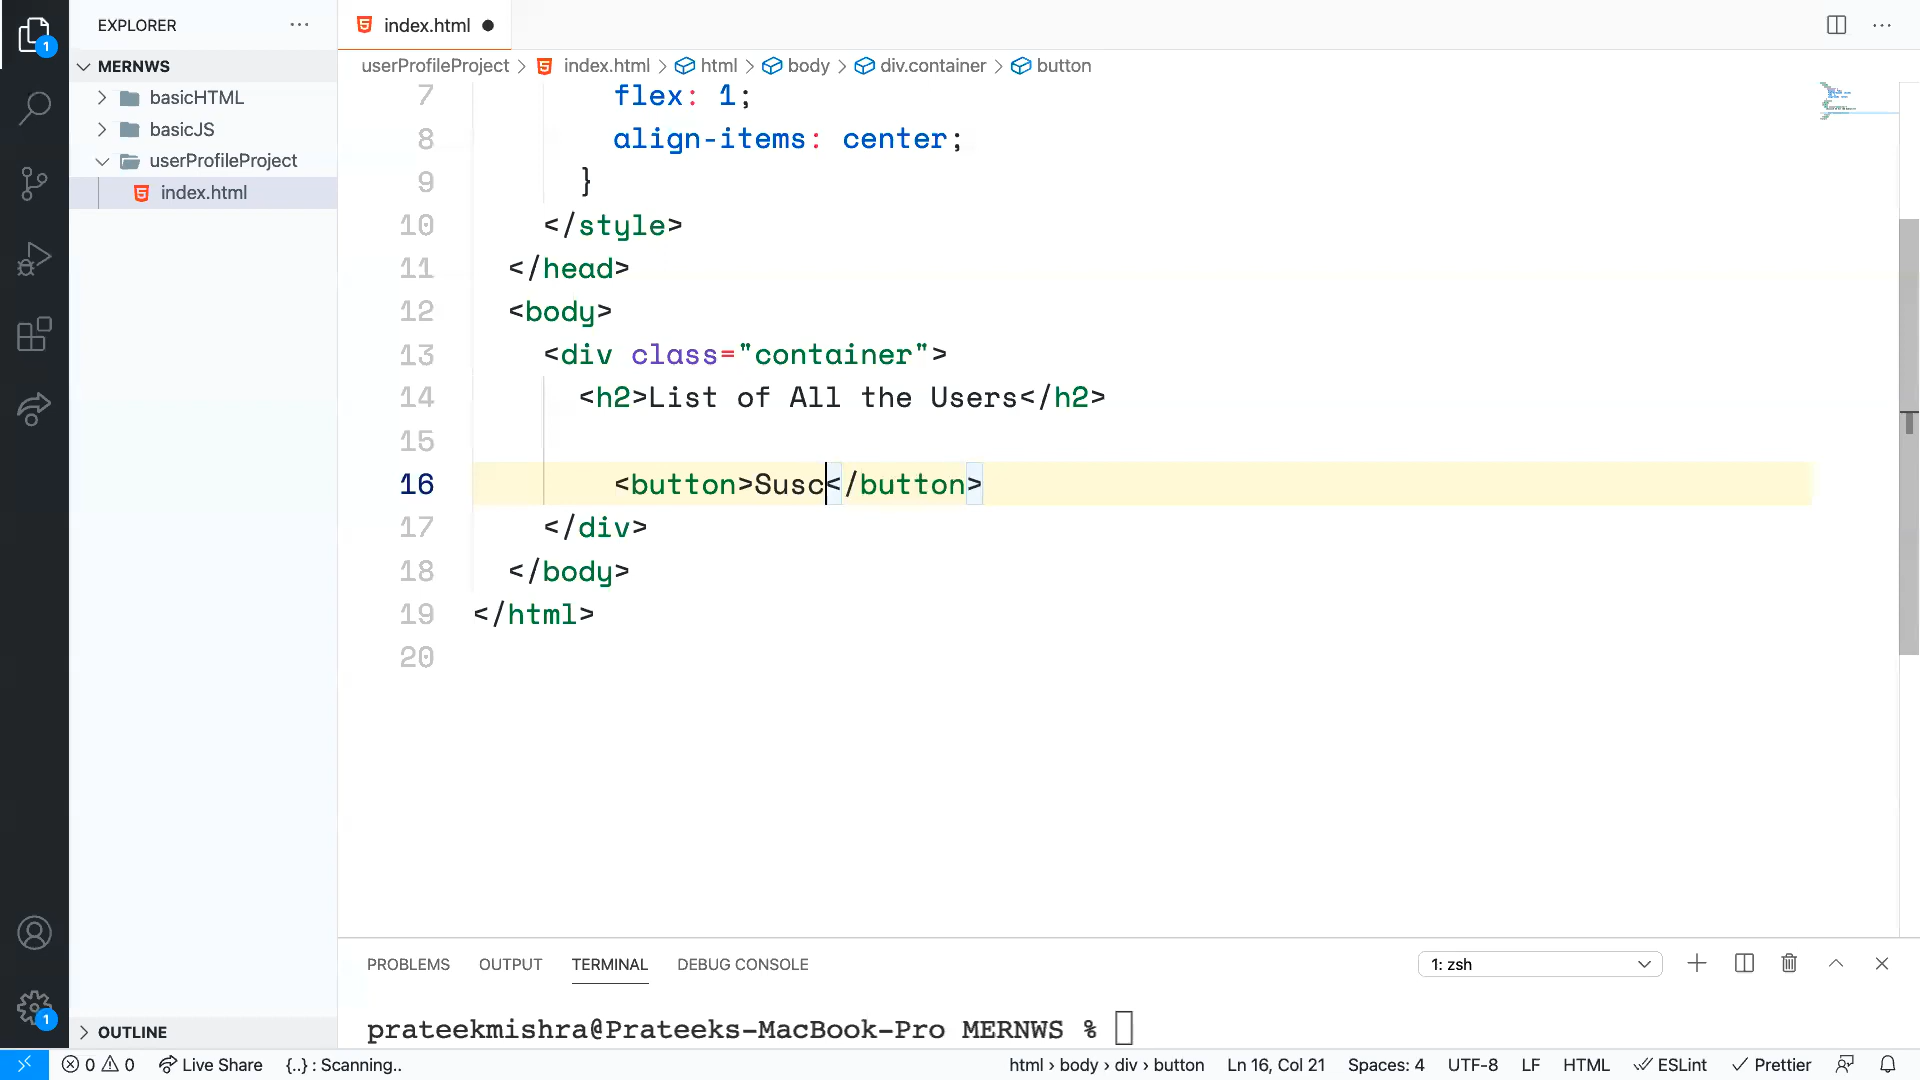 EXPLORER
index.html
MERNWS
basicHTML
basicJS
userProfileProject
index.html
OUTLINE
userProfileProject > index.html > html > body > div.container > button
7 flex: 1;
8 align-items: center;
9 }
10 </style>
11 </head>
12 <body>
13 <div class="container">
14 <h2>List of All the Users</h2>
15
16 <button>Susc</button>
17 </div>
18 </body>
19 </html>
20
PROBLEMS OUTPUT TERMINAL DEBUG CONSOLE 1: zsh
prateekmishra@Prateeks-MacBook-Pro MERNWS %
1
1
0 0 Live Share {..} : Scanning.. html › body › div › button Ln 16, Col 21 Spaces: 4 UTF-8 LF HTML ESLint Prettier